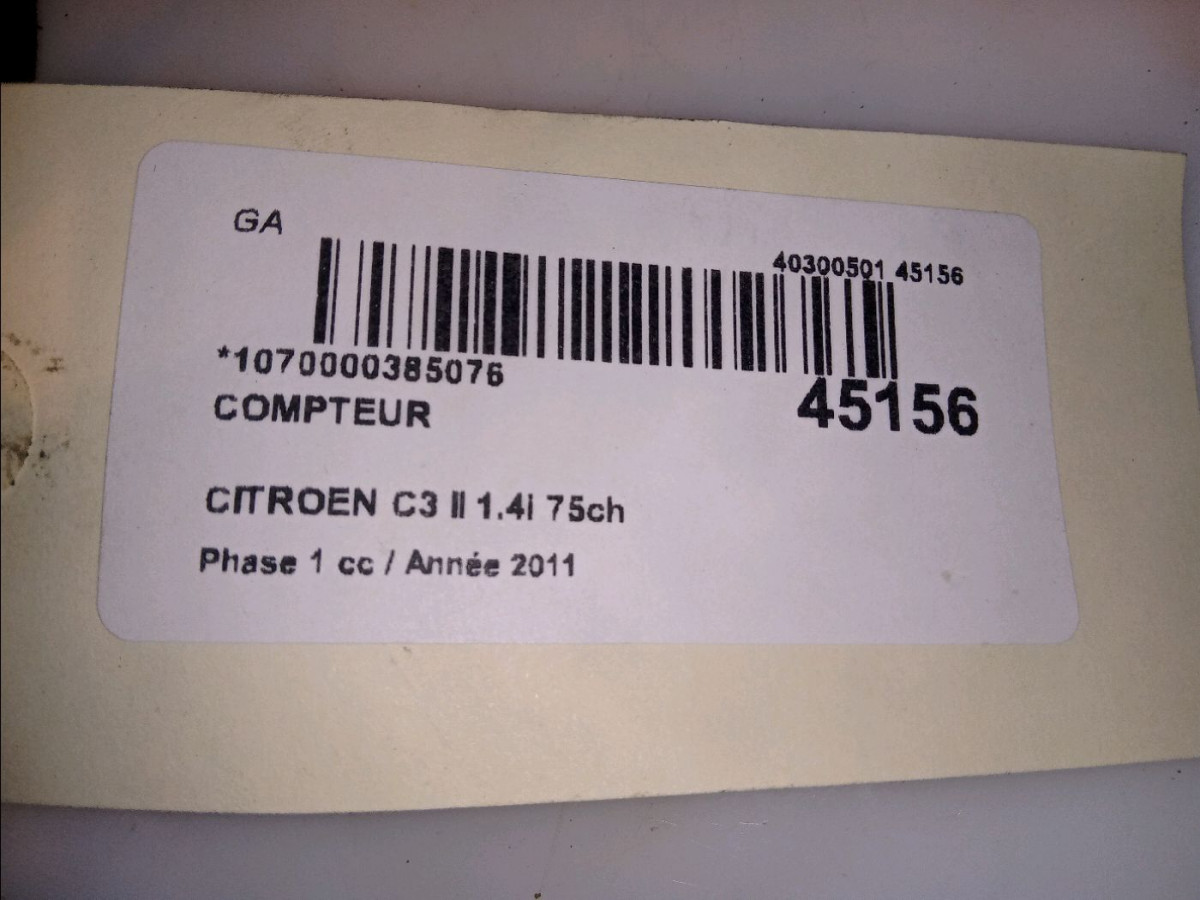 GA
40300501 45156
*1070000385076
45156
COMPTEUR
CITROEN C3 II 1.4i 75ch
Phase 1 cc / Année 2011